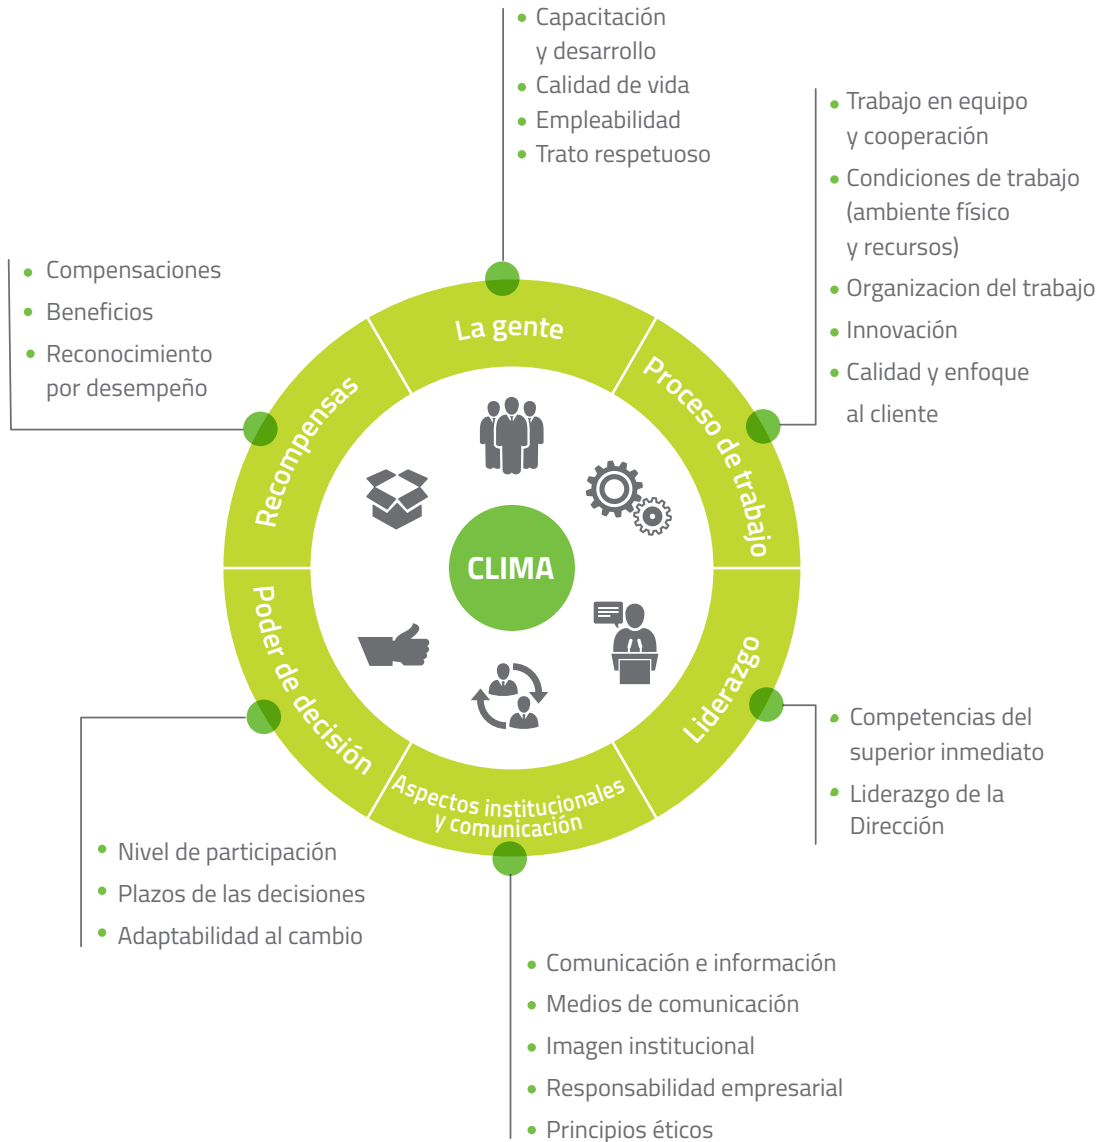 Capacitación
y desarrollo
Calidad de vida
Empleabilidad
Trato respetuoso
Trabajo en equipo
y cooperación
Condiciones de trabajo
(ambiente físico
y recursos)
Organizacion del trabajo
Innovación
Calidad y enfoque
al cliente
Compensaciones
Beneficios
Reconocimiento
por desempeño
La gente
Proceso de trabajo
Recompensas
CLIMA
Poder de decisión
Liderazgo
Aspectos institucionales
y comunicación
Competencias del
superior inmediato
Liderazgo de la
Dirección
Nivel de participación
Plazos de las decisiones
Adaptabilidad al cambio
Comunicación e información
Medios de comunicación
Imagen institucional
Responsabilidad empresarial
Principios éticos